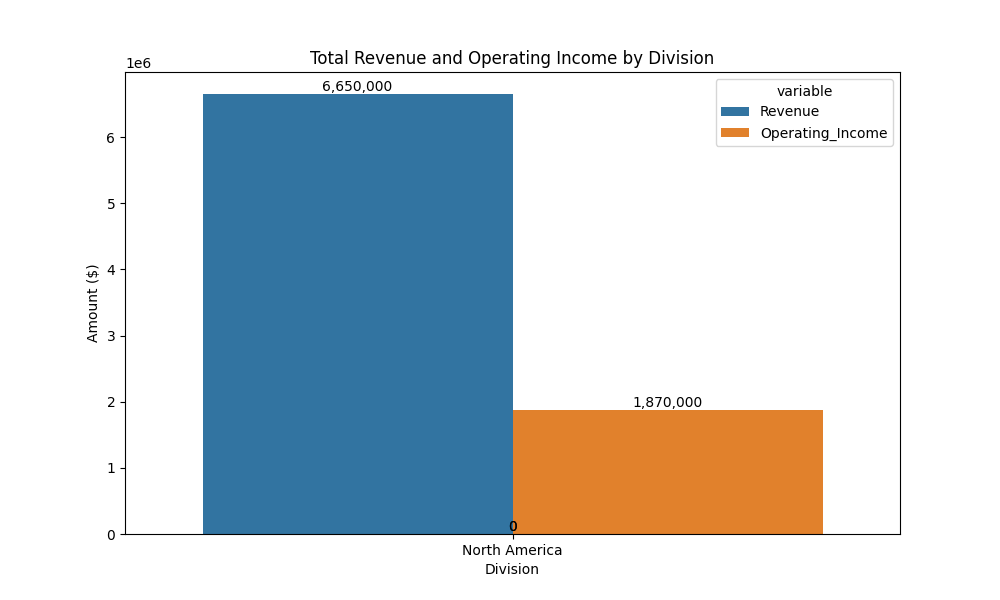 Total Revenue and Operating Income by Division
1e6
6,650,000
variable
Revenue
Operating_Income
6
5
4
3
2
1
0
Amount ($)
1,870,000
0
North America
Division